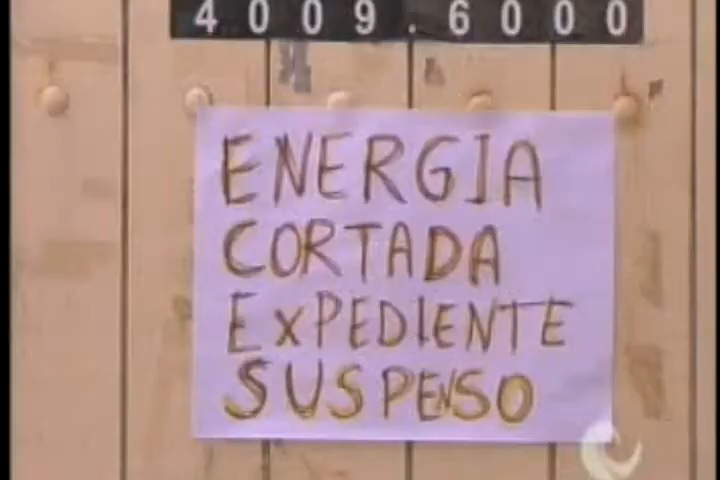 4009.6000
ENERGIA
CORTADA
EXPEDIENTE
SUSPENSO